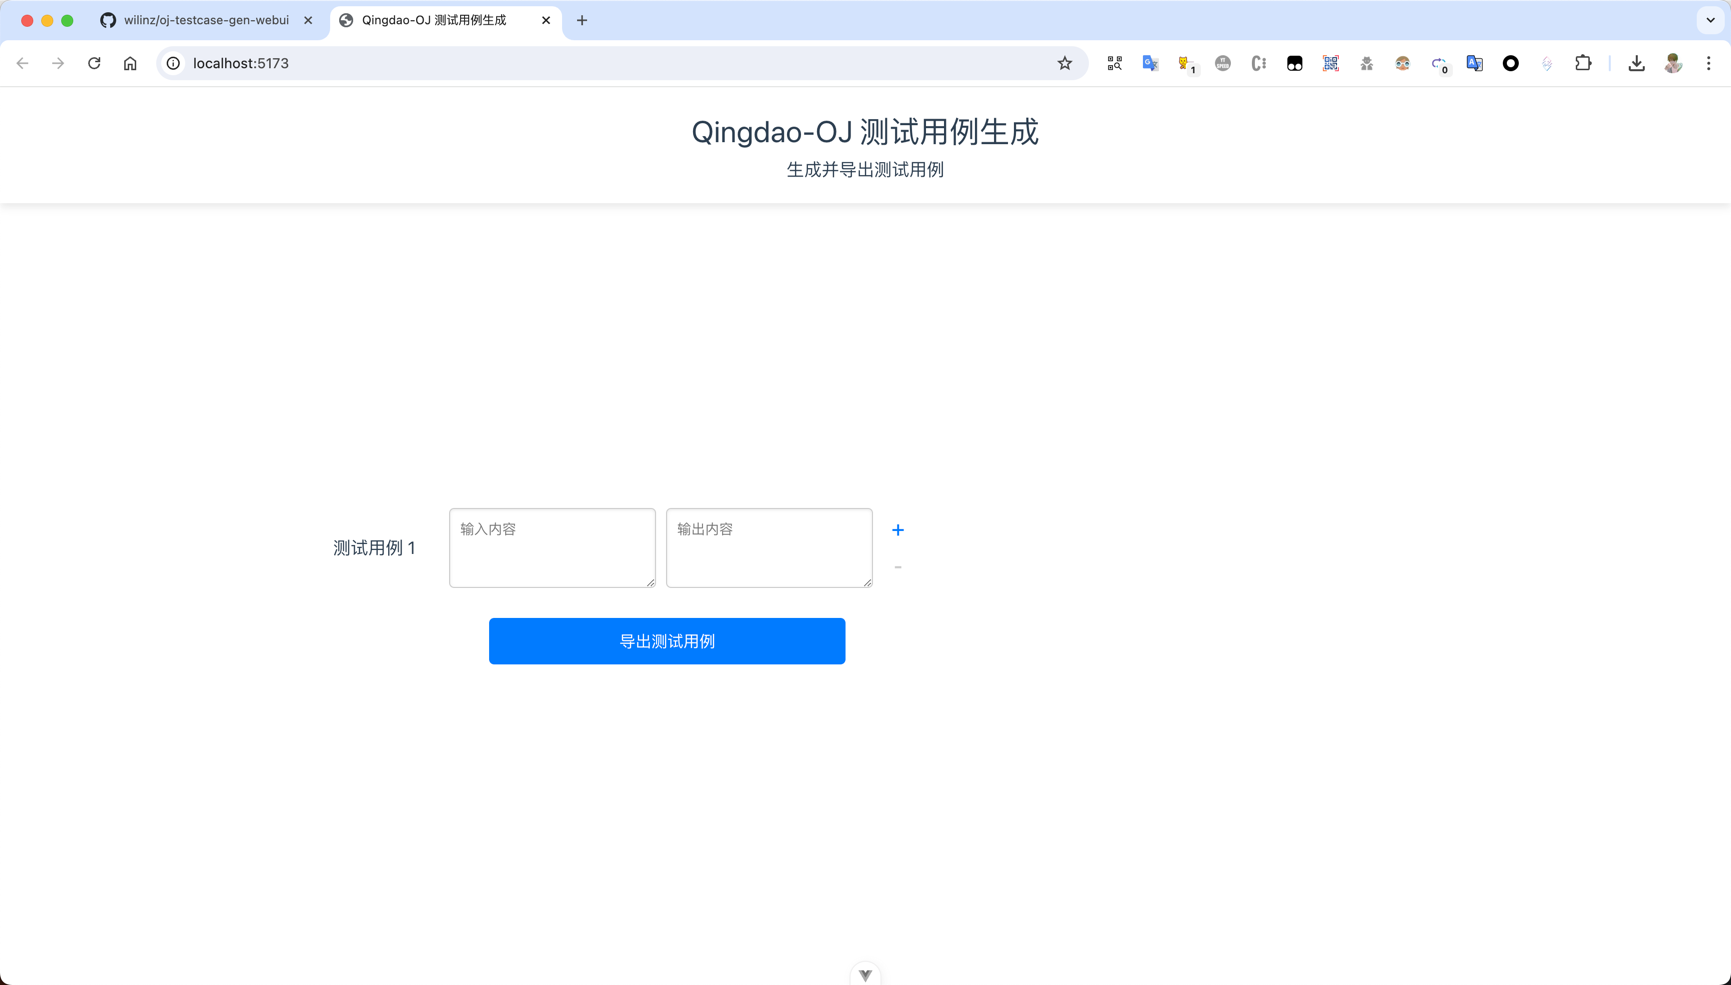 wilinz/oj-testcase-gen-webui
Qingdao-OJ 测试用例生成
localhost:5173
1
0
Qingdao-OJ 测试用例生成
生成并导出测试用例
测试用例 1
输入内容
输出内容
+
-
导出测试用例